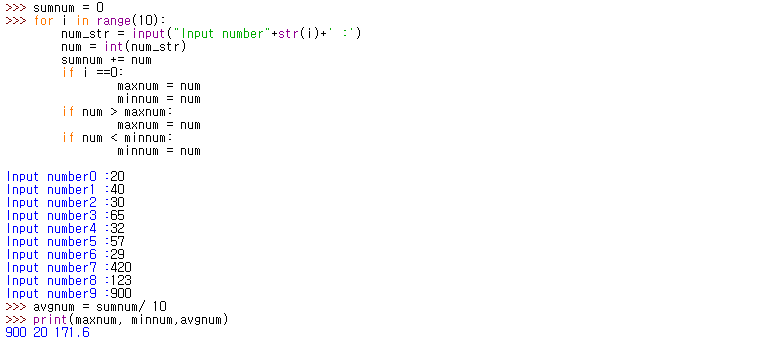 >>> sumnum = 0
>>> for i in range(10):
        num_str = input("Input number"+str(i)+' :')
        num = int(num_str)
        sumnum += num
        if i ==0:
                maxnum = num
                minnum = num
        if num > maxnum:
                maxnum = num
        if num < minnum:
                minnum = num
Input number0 :20
Input number1 :40
Input number2 :30
Input number3 :65
Input number4 :32
Input number5 :57
Input number6 :29
Input number7 :420
Input number8 :123
Input number9 :900
>>> avgnum = sumnum/ 10
>>> print(maxnum, minnum,avgnum)
900 20 171.6